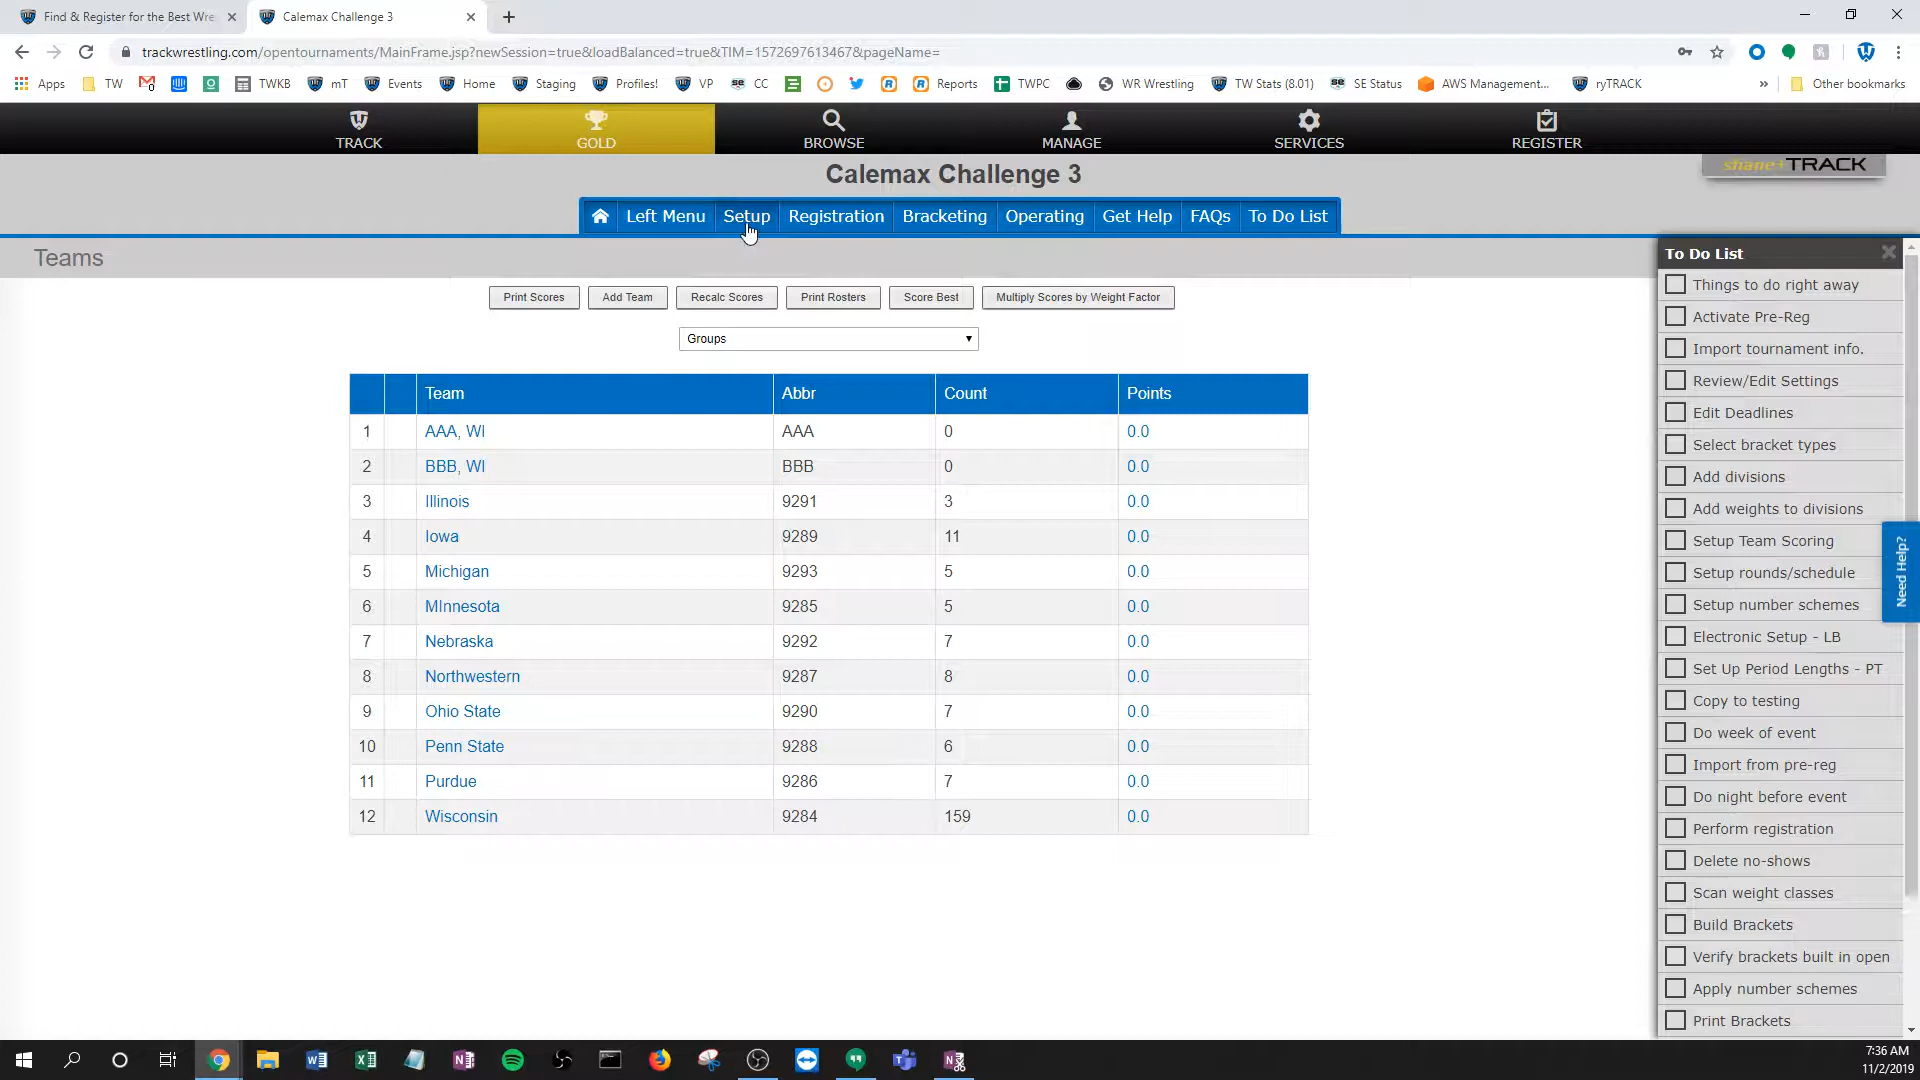 Find & Register for the Best Wre
Calemax Challenge 3
trackwrestling.com/opentournaments/MainFrame.jsp?newSession=true&loadBalanced=true&TIM=1572697613467&pageName=
Apps TW TWKB mT Events Home Staging Profiles! VP CC Reports TWPC WR Wrestling TW Stats (8.01) SE Status AWS Management... ryTRACK » Other bookmarks
TRACK GOLD BROWSE MANAGE SERVICES REGISTER
Calemax Challenge 3
shane+TRACK
Left Menu Setup Registration Bracketing Operating Get Help FAQs To Do List
Teams
Print Scores Add Team Recalc Scores Print Rosters Score Best Multiply Scores by Weight Factor
Groups
Team Abbr Count Points
1 AAA, WI AAA 0 0.0
2 BBB, WI BBB 0 0.0
3 Illinois 9291 3 0.0
4 Iowa 9289 11 0.0
5 Michigan 9293 5 0.0
6 MInnesota 9285 5 0.0
7 Nebraska 9292 7 0.0
8 Northwestern 9287 8 0.0
9 Ohio State 9290 7 0.0
10 Penn State 9288 6 0.0
11 Purdue 9286 7 0.0
12 Wisconsin 9284 159 0.0
To Do List
Things to do right away
Activate Pre-Reg
Import tournament info.
Review/Edit Settings
Edit Deadlines
Select bracket types
Add divisions
Add weights to divisions
Setup Team Scoring
Setup rounds/schedule
Setup number schemes
Electronic Setup - LB
Set Up Period Lengths - PT
Copy to testing
Do week of event
Import from pre-reg
Do night before event
Perform registration
Delete no-shows
Scan weight classes
Build Brackets
Verify brackets built in open
Apply number schemes
Print Brackets
Need Help?
7:36 AM
11/2/2019